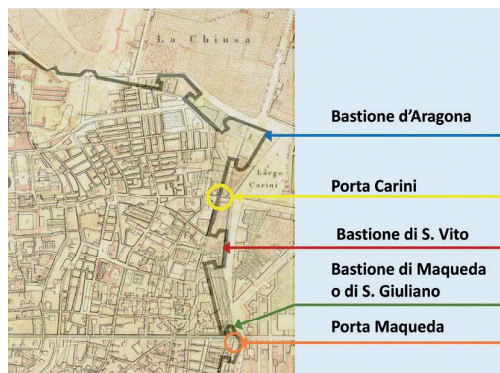 La Chiusa
Bastione d'Aragona
Largo
Carini
Porta Carini
Bastione di S. Vito
Bastione di Maqueda
o di S. Giuliano
Porta Maqueda